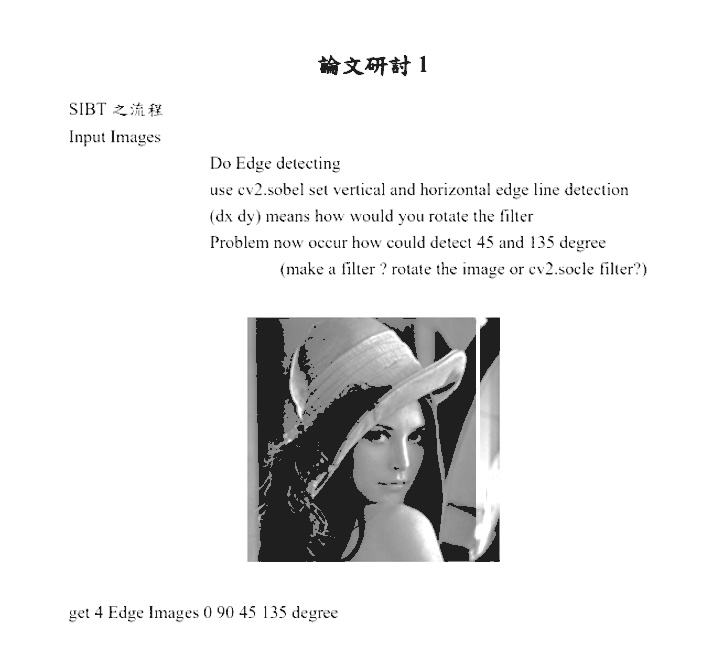 論文研討 1
SIBT 之流程
Input Images
Do Edge detecting
use cv2.sobel set vertical and horizontal edge line detection
(dx dy) means how would you rotate the filter
Problem now occur how could detect 45 and 135 degree
(make a filter ? rotate the image or cv2.socle filter?)
get 4 Edge Images 0 90 45 135 degree